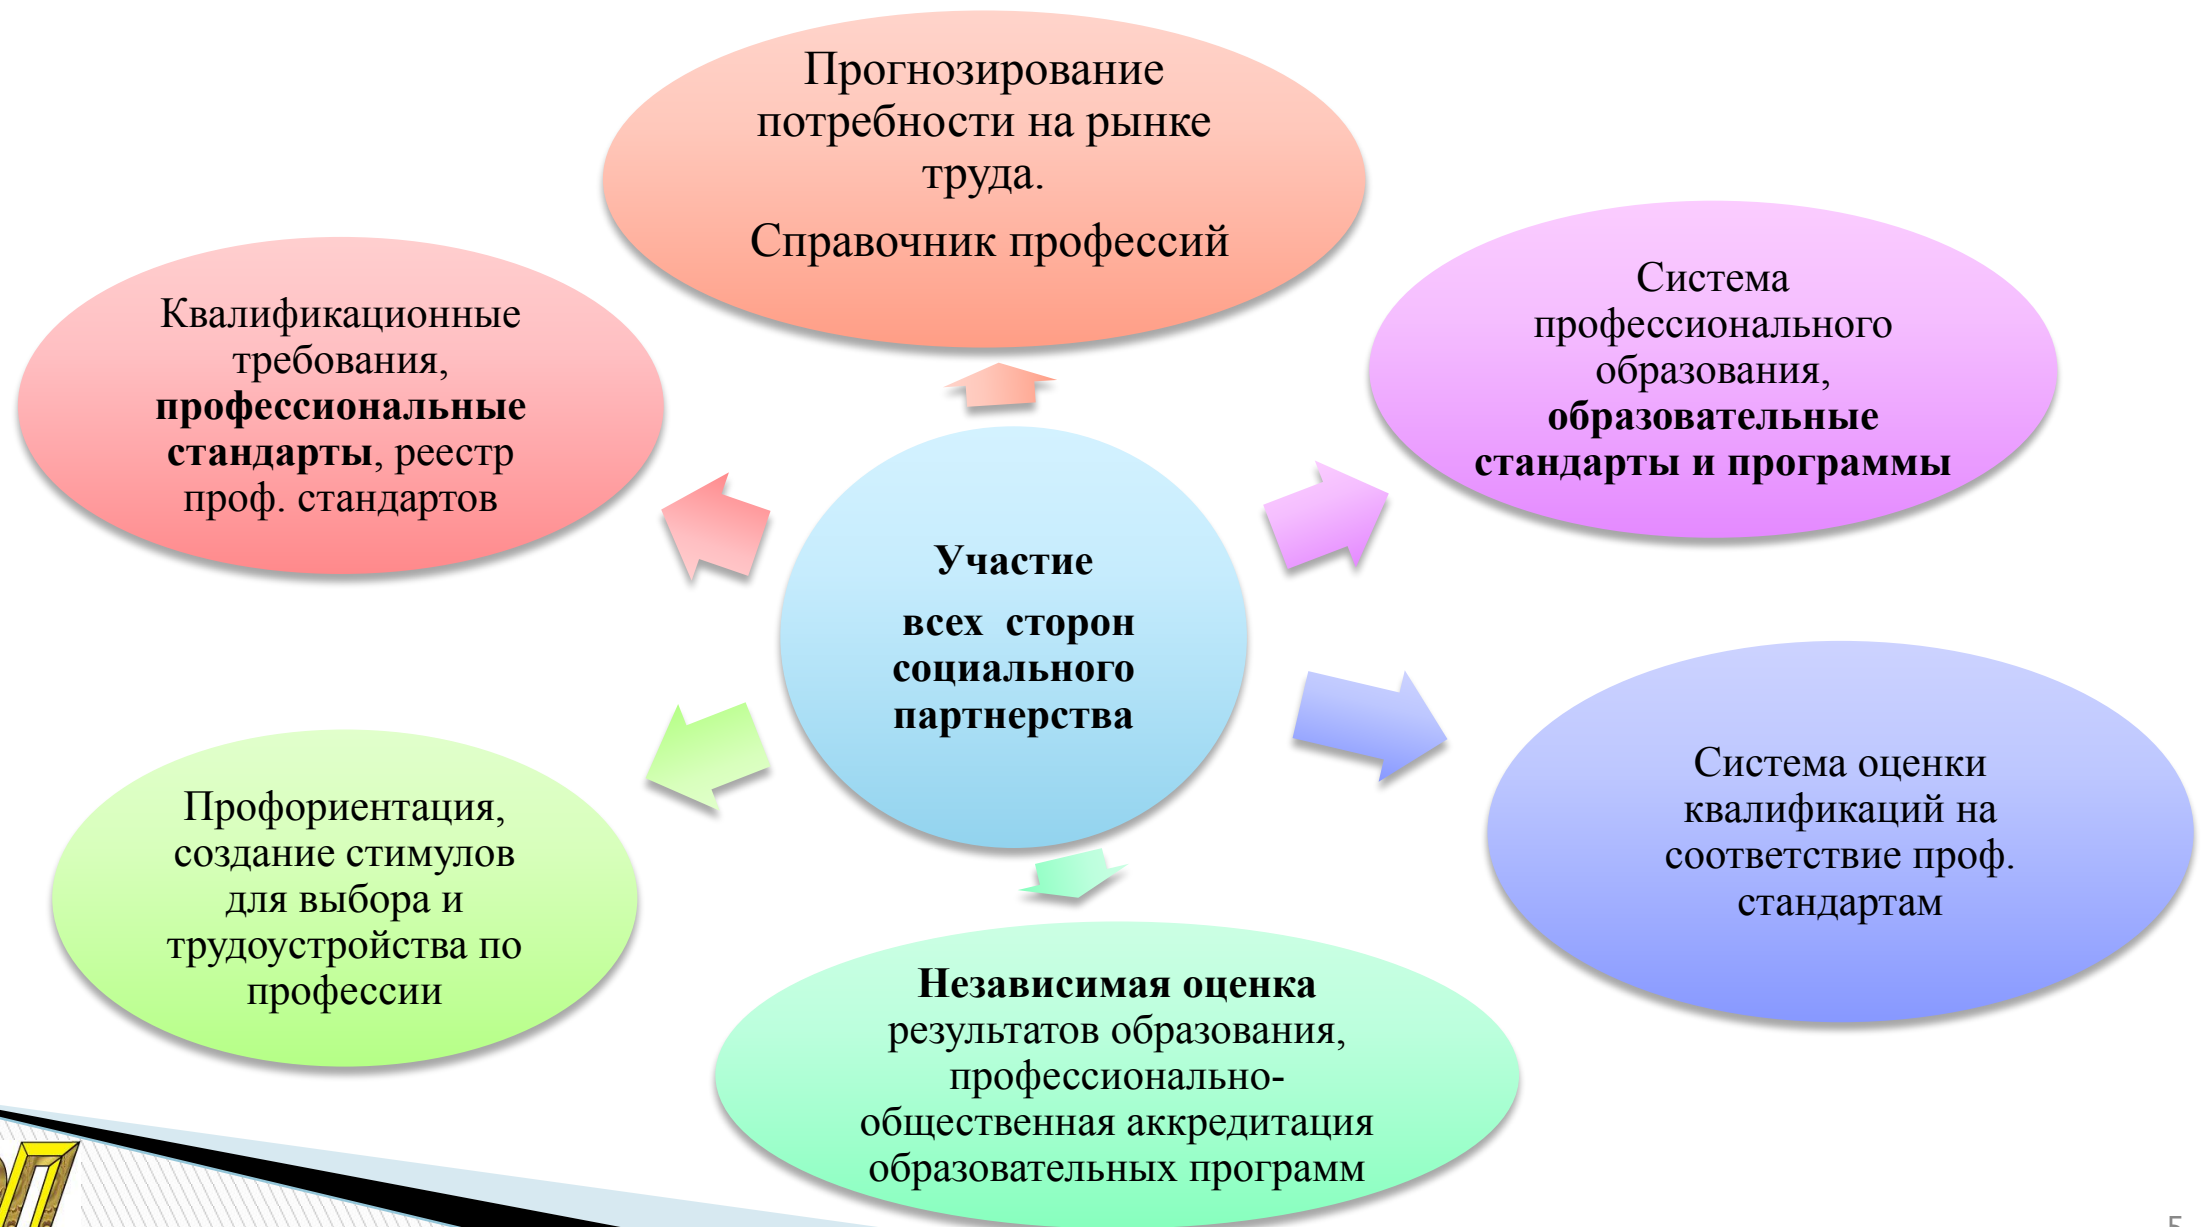 Прогнозирование
потребности на рынке
труда.
Справочник профессий
Квалификационные
требования,
профессиональные
стандарты, реестр
проф. стандартов
Система
профессионального
образования,
образовательные
стандарты и программы
Участие
всех сторон
социального
партнерства
Профориентация,
создание стимулов
для выбора и
трудоустройства по
профессии
Система оценки
квалификаций на
соответствие проф.
стандартам
Независимая оценка
результатов образования,
профессионально-
общественная аккредитация
образовательных программ
5